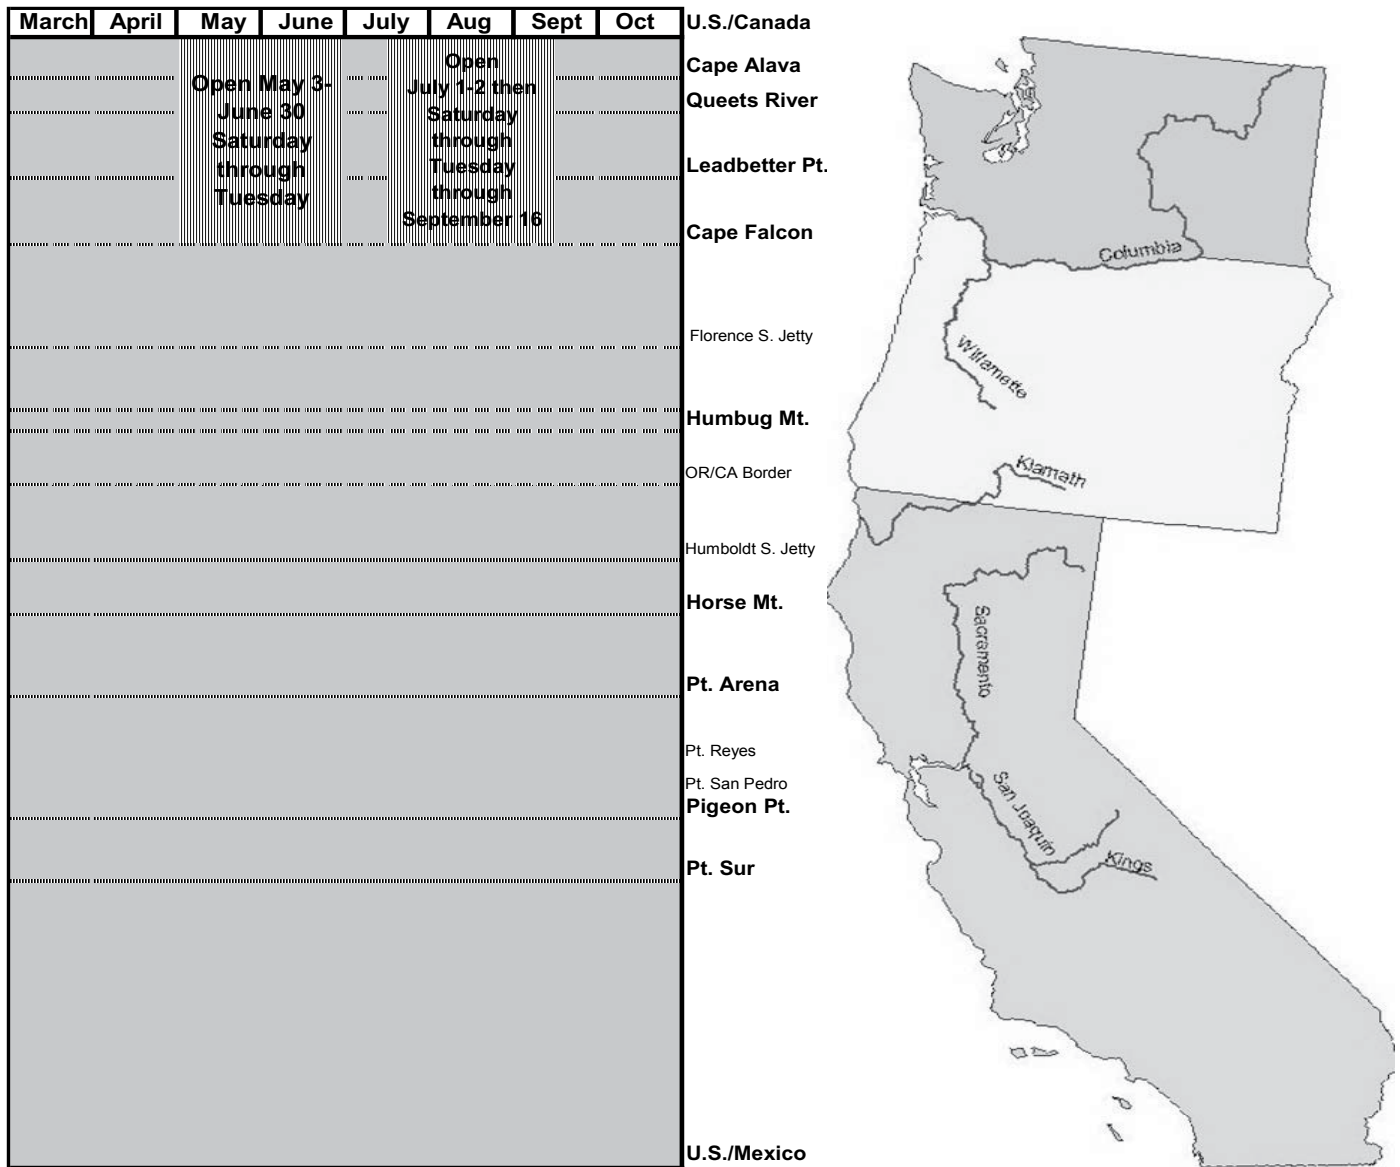 March April May June July Aug Sept Oct
U.S./Canada
Open May 3-
June 30
Saturday
through
Tuesday
Open
July 1-2 then
Saturday
through
Tuesday
through
September 16
Cape Alava
Queets River
Leadbetter Pt.
Cape Falcon
Florence S. Jetty
Humbug Mt.
OR/CA Border
Humboldt S. Jetty
Horse Mt.
Pt. Arena
Pt. Reyes
Pt. San Pedro
Pigeon Pt.
Pt. Sur
U.S./Mexico
Columbia
Willamette
Klamath
Sacramento
San Joaquin
Kings